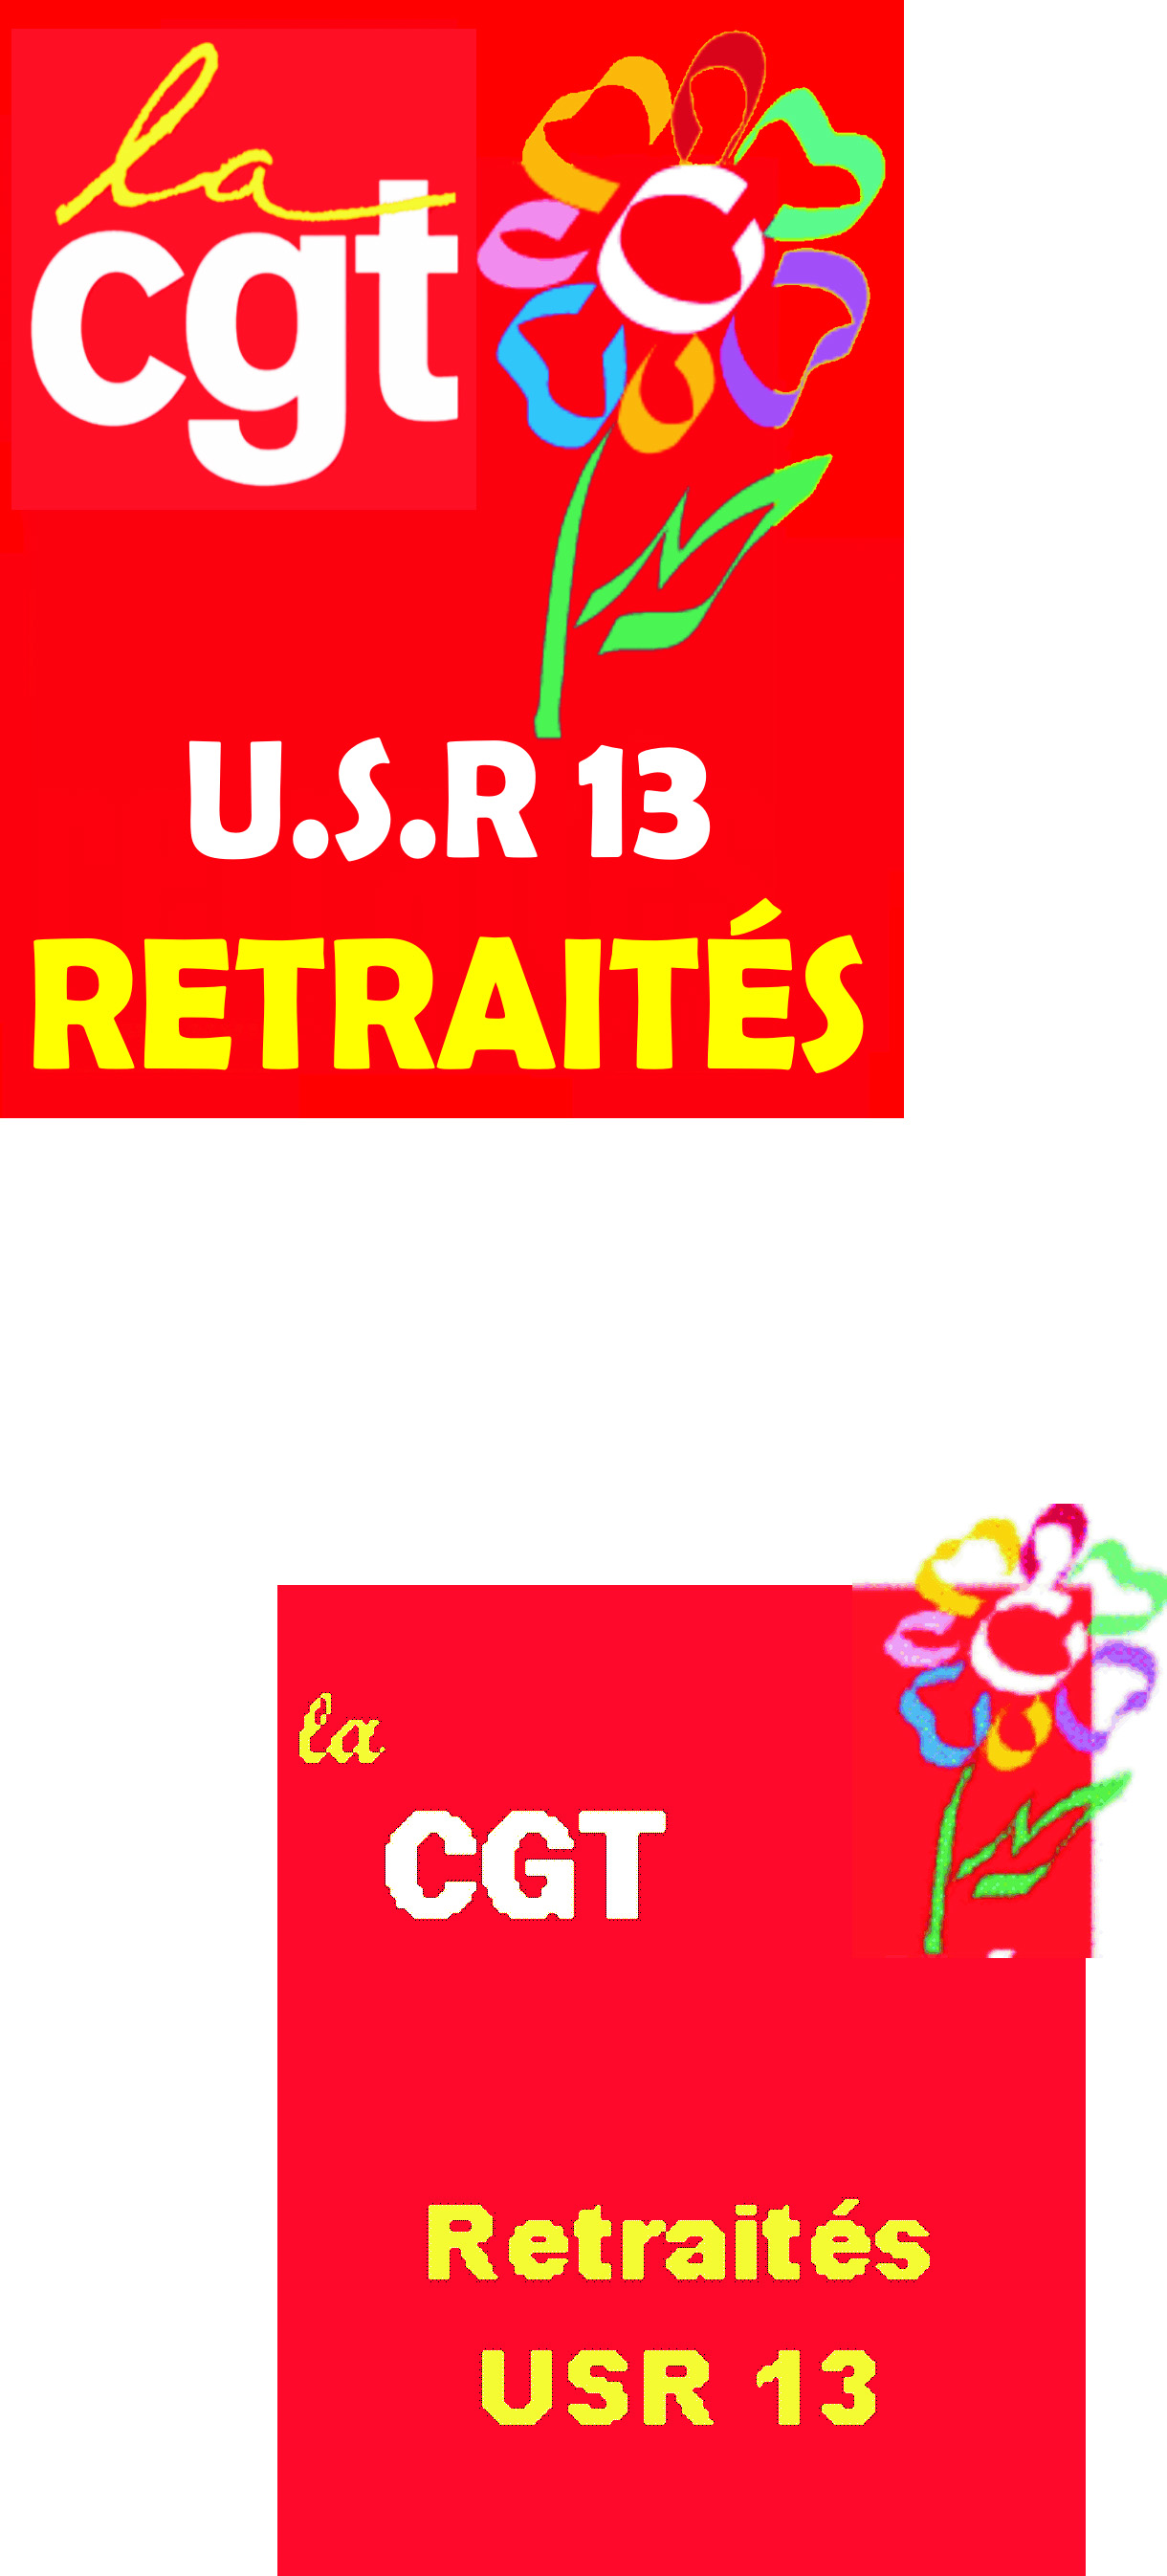 la
cgt
U.S.R 13
RETRAITÉS
la
CGT
Retraités
USR 13